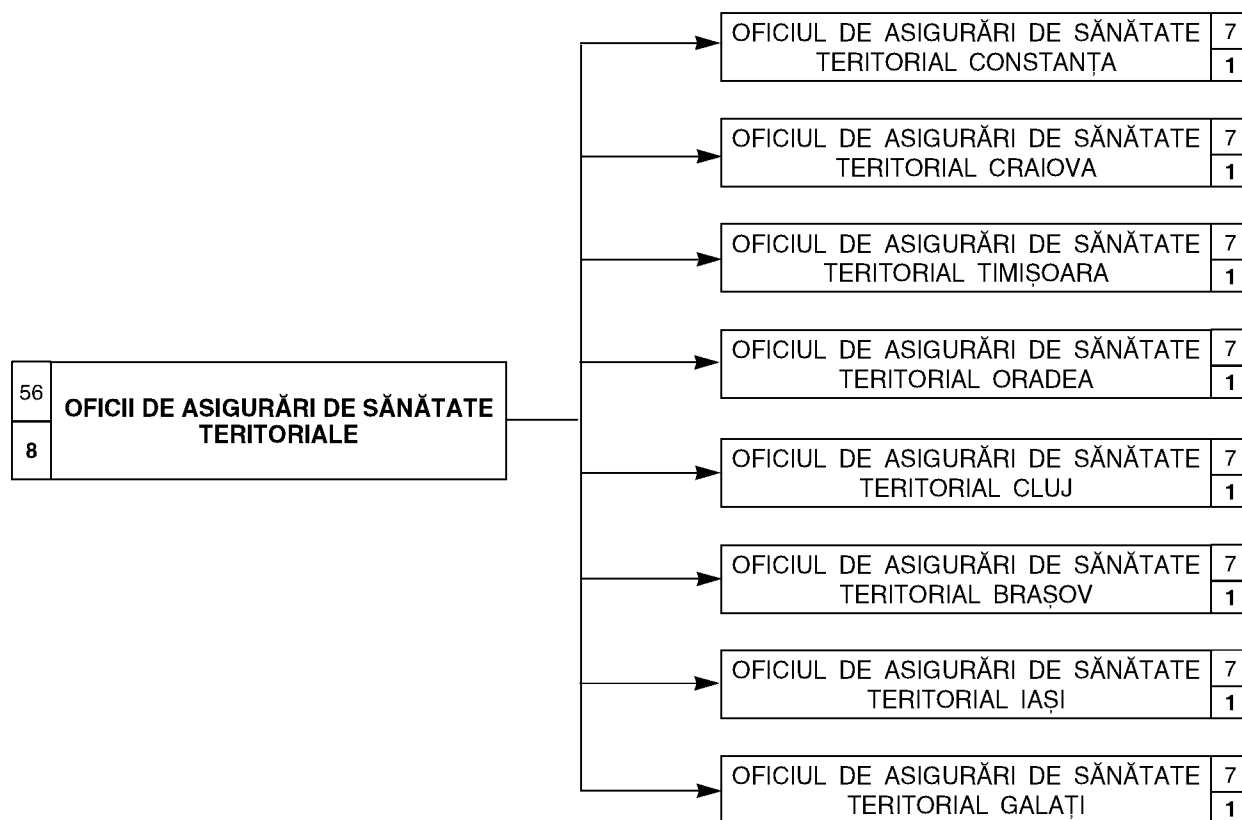 OFICIUL DE ASIGURĂRI DE SĂNĂTATE
TERITORIAL CONSTANȚA
7
1
OFICIUL DE ASIGURĂRI DE SĂNĂTATE
TERITORIAL CRAIOVA
7
1
OFICIUL DE ASIGURĂRI DE SĂNĂTATE
TERITORIAL TIMIȘOARA
7
1
OFICIUL DE ASIGURĂRI DE SĂNĂTATE
TERITORIAL ORADEA
7
1
56
8
OFICII DE ASIGURĂRI DE SĂNĂTATE
TERITORIALE
OFICIUL DE ASIGURĂRI DE SĂNĂTATE
TERITORIAL CLUJ
7
1
OFICIUL DE ASIGURĂRI DE SĂNĂTATE
TERITORIAL BRAȘOV
7
1
OFICIUL DE ASIGURĂRI DE SĂNĂTATE
TERITORIAL IAȘI
7
1
OFICIUL DE ASIGURĂRI DE SĂNĂTATE
TERITORIAL GALAȚI
7
1